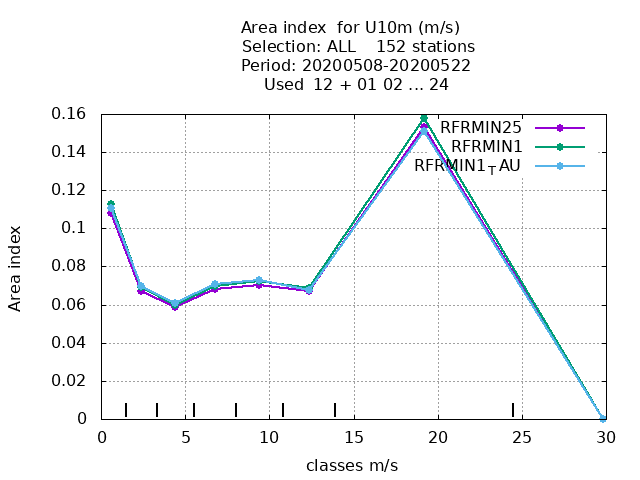 Area index  for U10m (m/s)
Selection: ALL    152 stations
Period: 20200508-20200522
Used  12 + 01 02 ... 24
RFRMIN25
RFRMIN1
RFRMIN1TAU
Area index
0.16
0.14
0.12
0.1
0.08
0.06
0.04
0.02
0
0 5 10 15 20 25 30
classes m/s